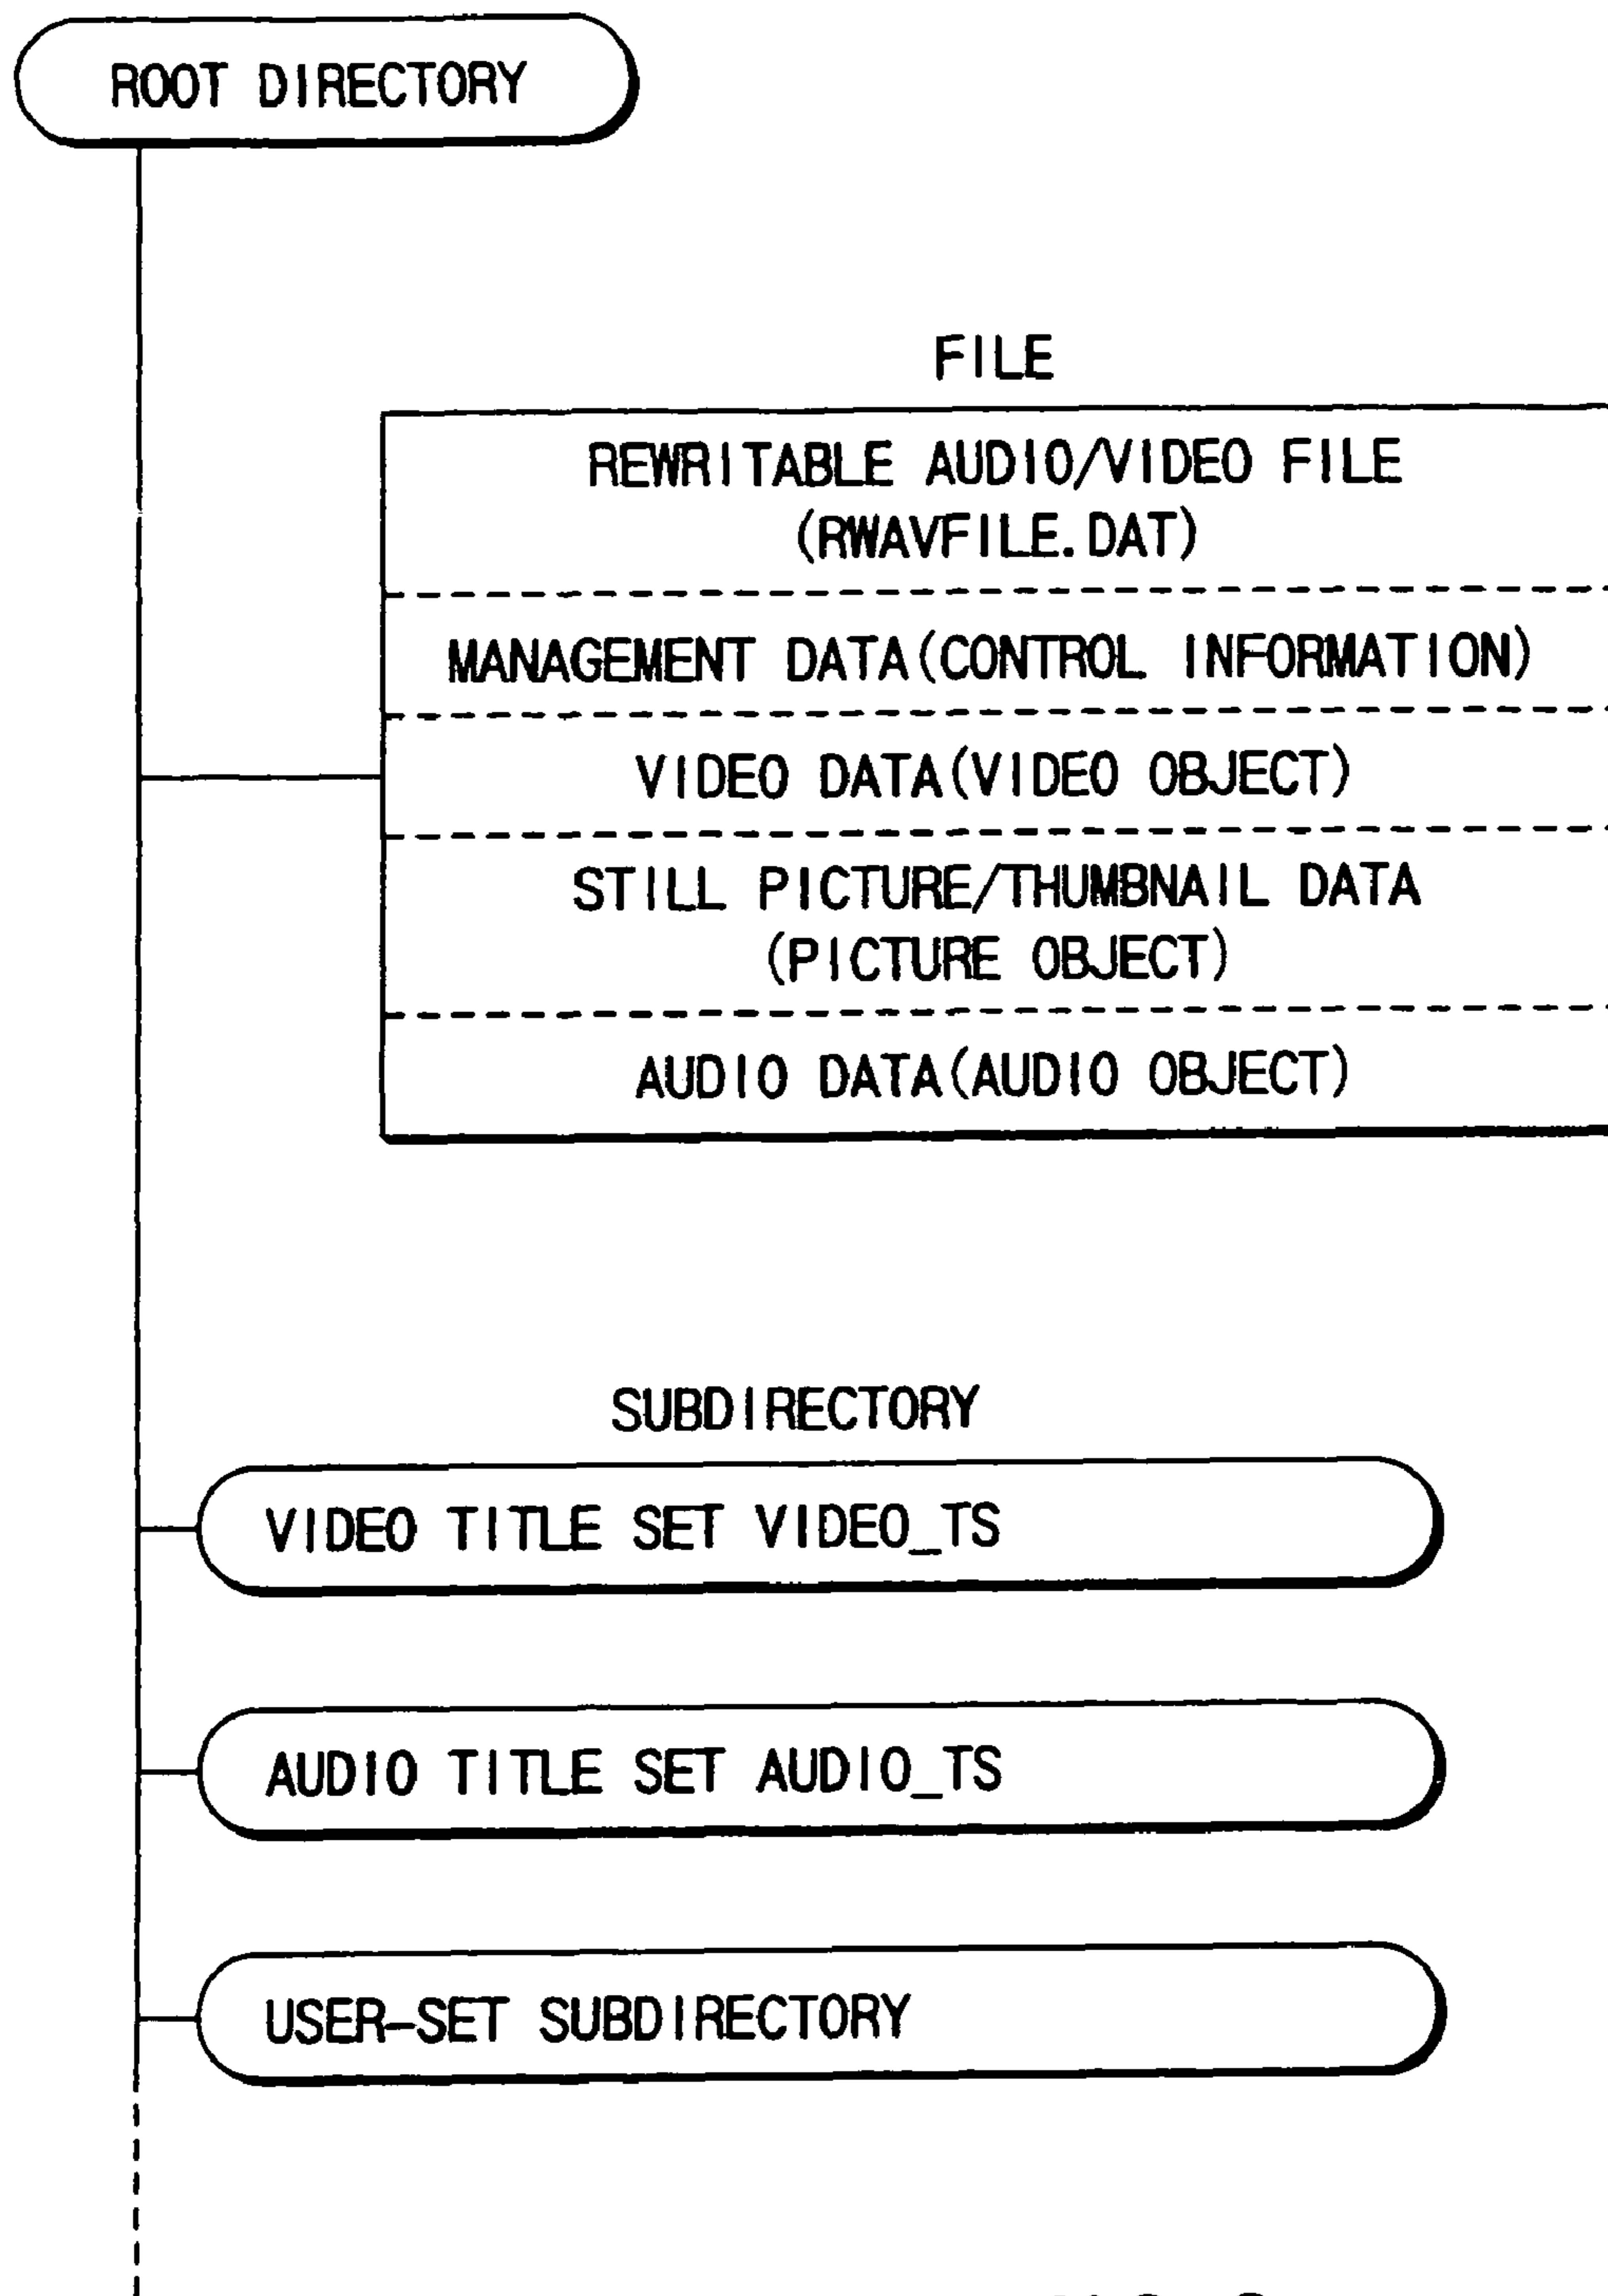 ROOT DIRECTORY
FILE
REWRITABLE AUDIO/VIDEO FILE
(RWAVFILE.DAT)
MANAGEMENT DATA(CONTROL INFORMATION)
VIDEO DATA(VIDEO OBJECT)
STILL PICTURE/THUMBNAIL DATA
(PICTURE OBJECT)
AUDIO DATA(AUDIO OBJECT)
SUBDIRECTORY
VIDEO TITLE SET VIDEO_TS
AUDIO TITLE SET AUDIO_TS
USER-SET SUBDIRECTORY